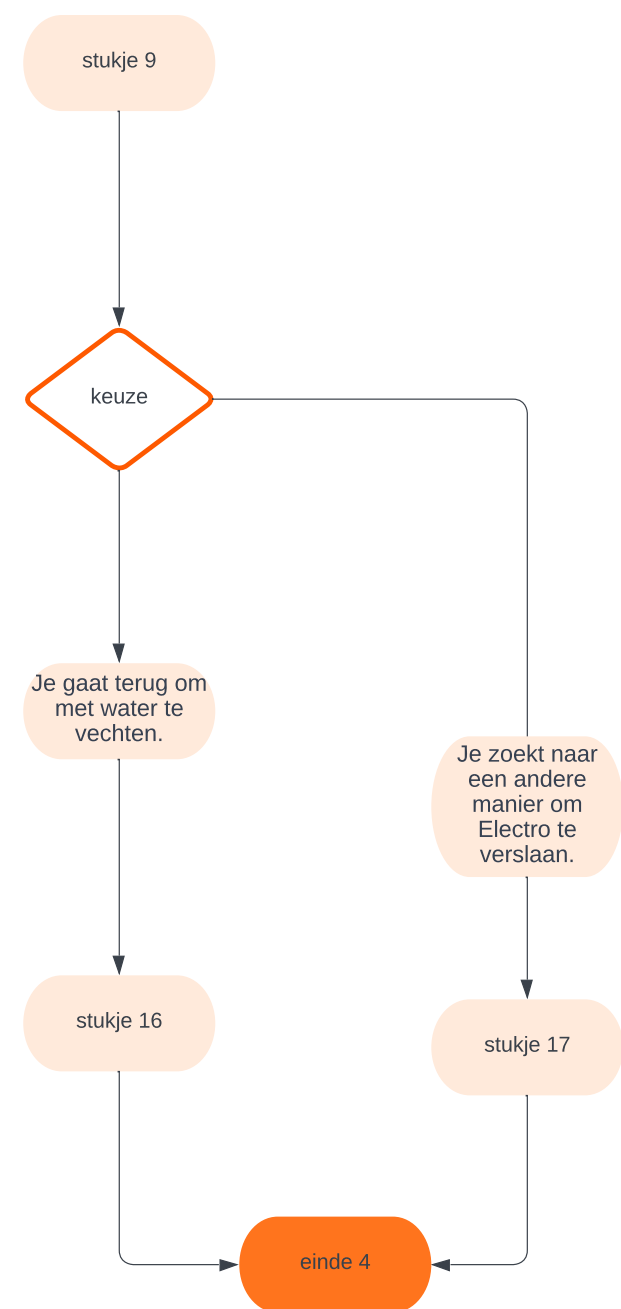 stukje 9
keuze
Je gaat terug om
met water te
vechten.
Je zoekt naar
een andere
manier om
Electro te
verslaan.
stukje 16
stukje 17
einde 4